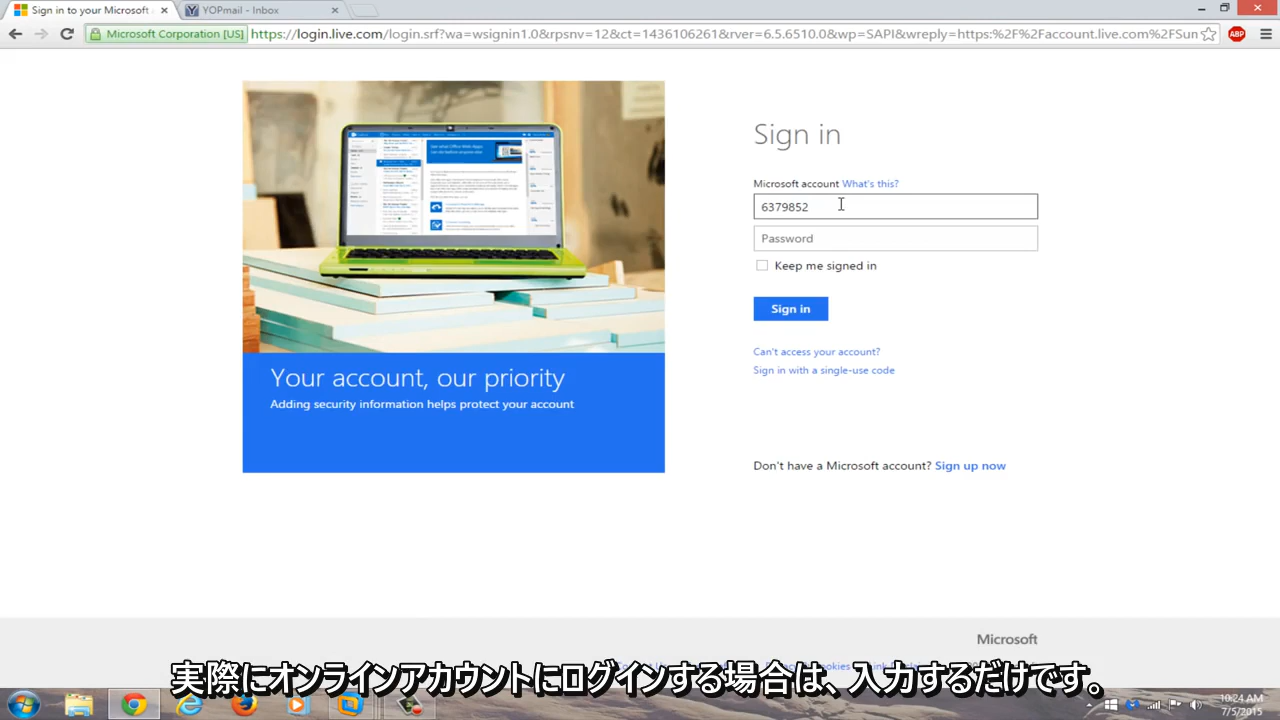 Sign in to your Microsoft
YOPmail - Inbox
Microsoft Corporation [US]
https://login.live.com/login.srf?wa=wsignin1.0&rpsnv=12&ct=1436106261&rver=6.5.6510.0&wp=SAPI&wreply=https:%2F%2Faccount.live.com%2FSun
ABP
Sign in
Microsoft account What's this?
6379852
Password
Keep me signed in
Sign in
Can't access your account?
Sign in with a single-use code
Your account, our priority
Adding security information helps protect your account
Don't have a Microsoft account? Sign up now
Microsoft
実際にオンラインアカウントにログインする場合は、入力するだけです。
10:24 AM
7/5/2015